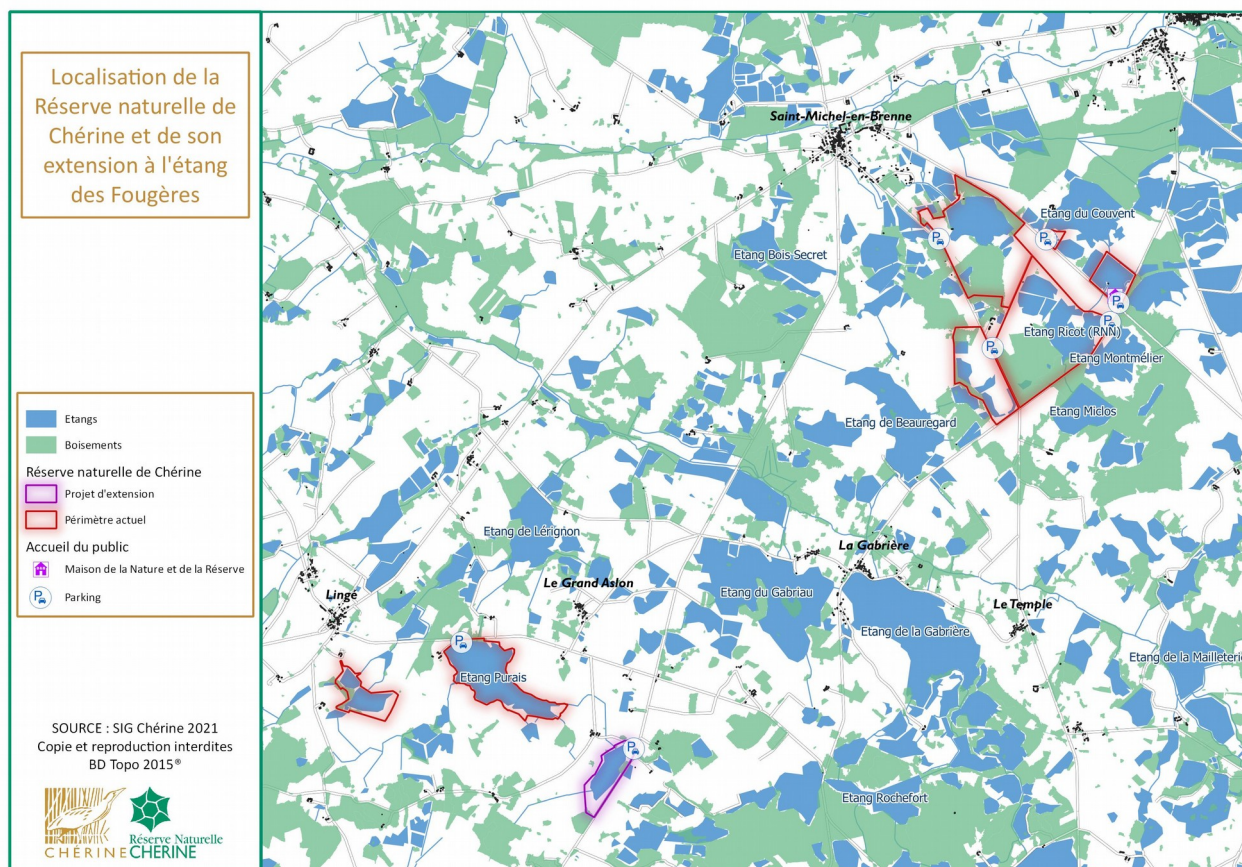 Localisation de la
Réserve naturelle de
Chérine et de son
extension à l'étang
des Fougères
Etangs
Boisements
Réserve naturelle de Chérine
Projet d'extension
Périmètre actuel
Accueil du public
Maison de la Nature et de la Réserve
P Parking
SOURCE : SIG Chérine 2021
Copie et reproduction interdites
BD Topo 2015®
CHÉRINE
Réserve Naturelle
CHERINE
Saint-Michel-en-Brenne
Etang du Couvent
P
P
Etang Bois Secret
P
P
Etang Ricot (RNN)
P
Etang Montmélier
Etang Miclos
Etang de Beauregard
Etang de Lérignon
La Gabrière
Le Grand Aslon
Lingé
Etang du Gabriau
Le Temple
Etang de la Gabrière
P
Etang de la Mailleterie
Etang Purais
P
Etang Rochefort